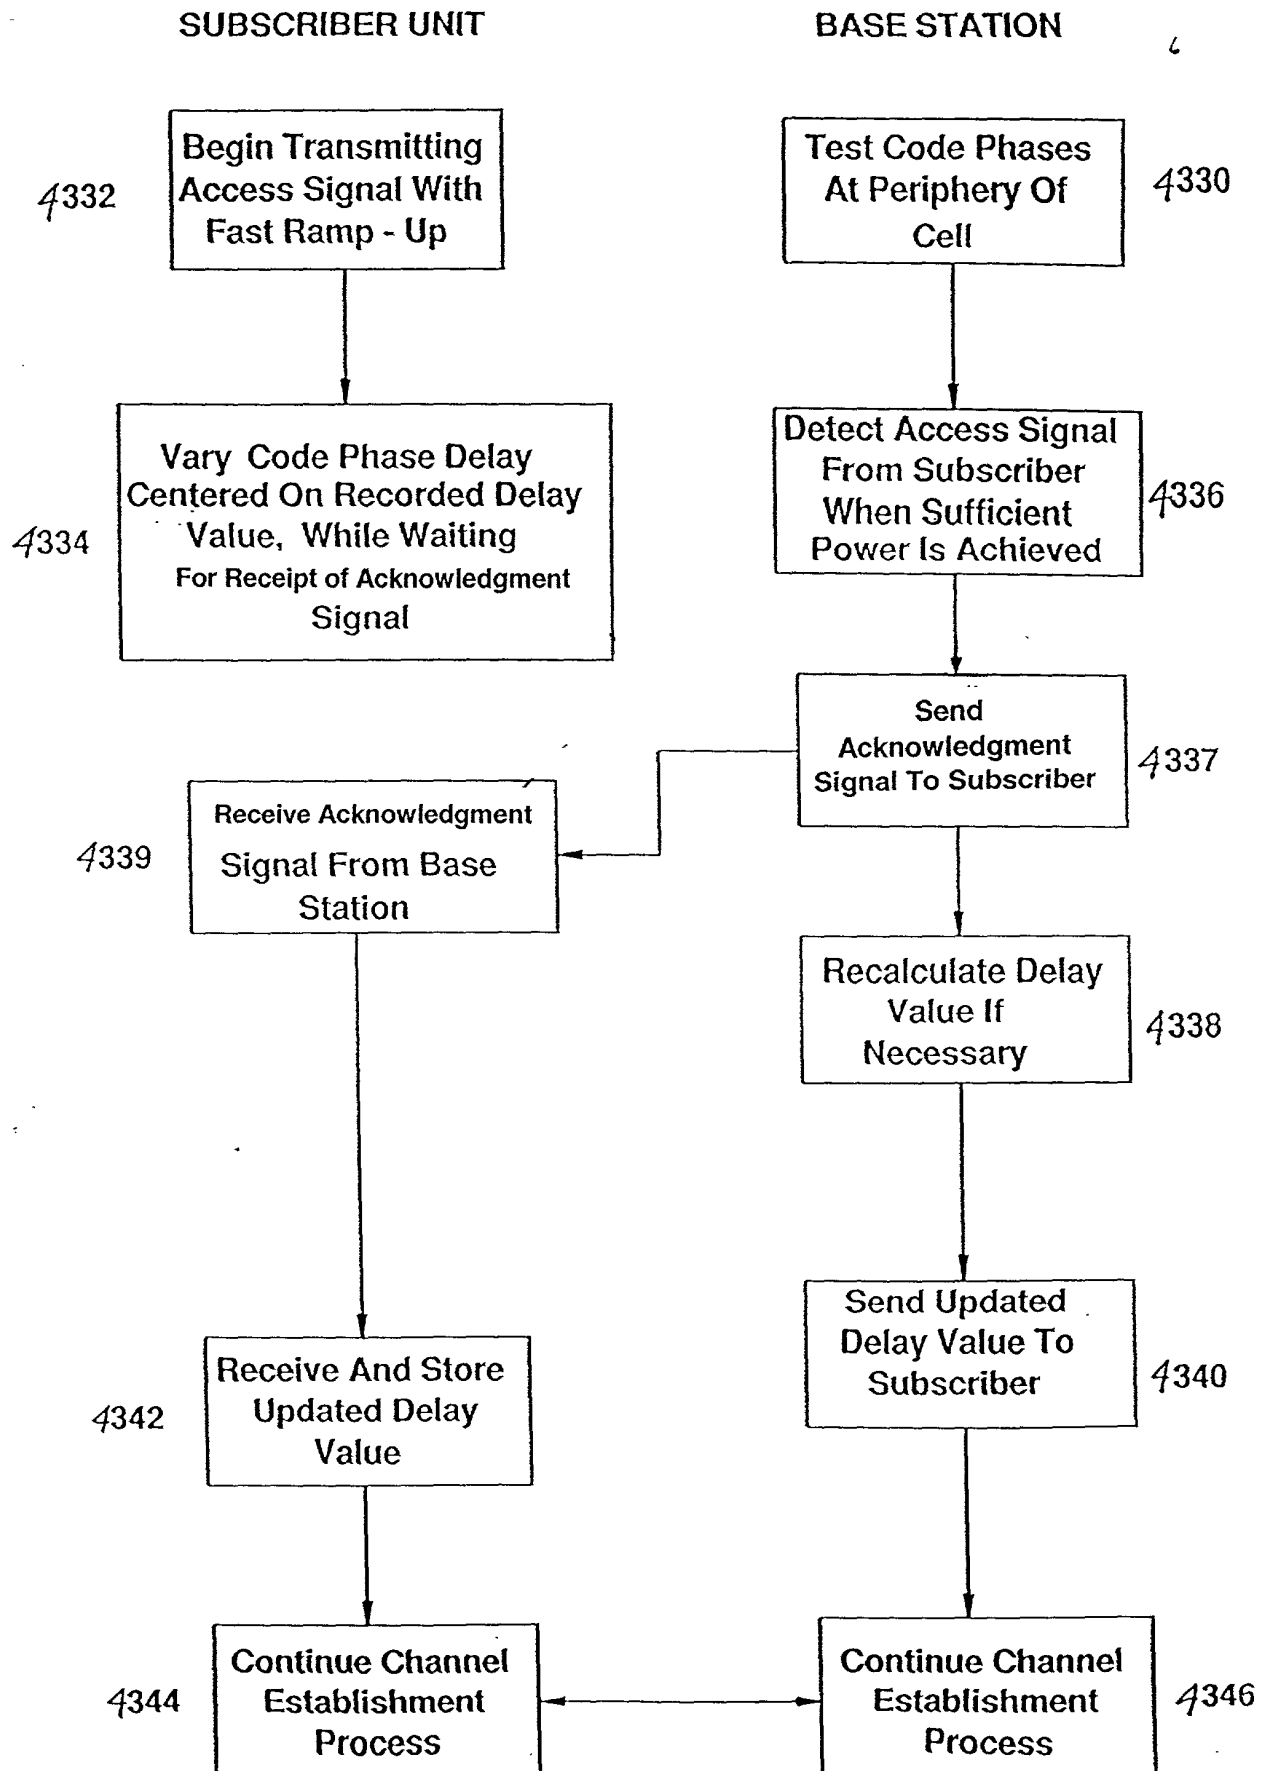 SUBSCRIBER UNIT
BASE STATION
Begin Transmitting
Access Signal With
Fast Ramp - Up
4332
Test Code Phases
At Periphery Of
Cell
4330
Vary Code Phase Delay
Centered On Recorded Delay
Value, While Waiting
For Receipt of Acknowledgment
Signal
4334
Detect Access Signal
From Subscriber
When Sufficient
Power Is Achieved
4336
Send
Acknowledgment
Signal To Subscriber
4337
Receive Acknowledgment
Signal From Base
Station
4339
Recalculate Delay
Value If
Necessary
4338
Send Updated
Delay Value To
Subscriber
4340
Receive And Store
Updated Delay
Value
4342
Continue Channel
Establishment
Process
4344
Continue Channel
Establishment
Process
4346